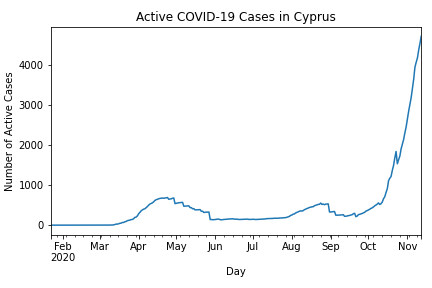 Active COVID-19 Cases in Cyprus
Number of Active Cases
4000
3000
2000
1000
0
Feb Mar Apr May Jun Jul Aug Sep Oct Nov
2020
Day